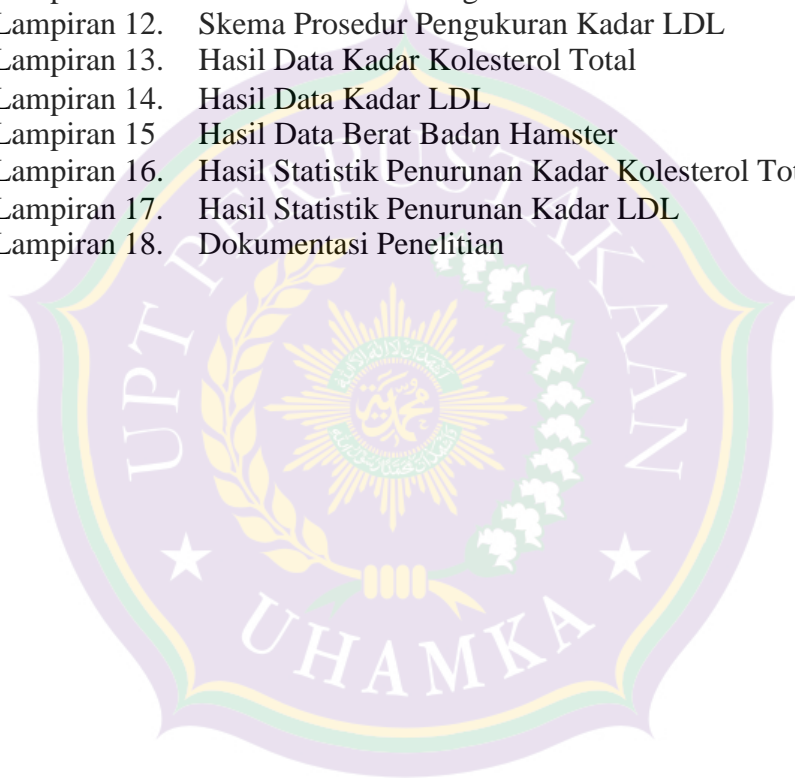 Lampiran 12. Skema Prosedur Pengukuran Kadar LDL
Lampiran 13. Hasil Data Kadar Kolesterol Total
Lampiran 14. Hasil Data Kadar LDL
Lampiran 15 Hasil Data Berat Badan Hamster
Lampiran 16. Hasil Statistik Penurunan Kadar Kolesterol Tot
Lampiran 17. Hasil Statistik Penurunan Kadar LDL
Lampiran 18. Dokumentasi Penelitian
UPT PERPUSTAKAAN
UHAMKA